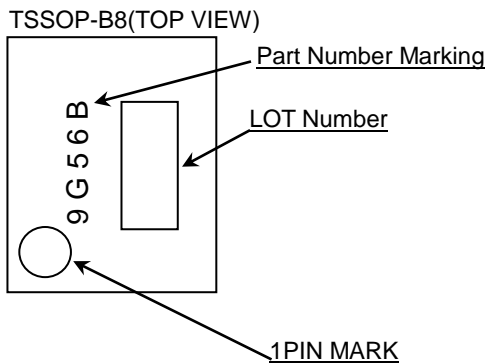 TSSOP-B8(TOP VIEW)
Part Number Marking
9G56B
LOT Number
1PIN MARK